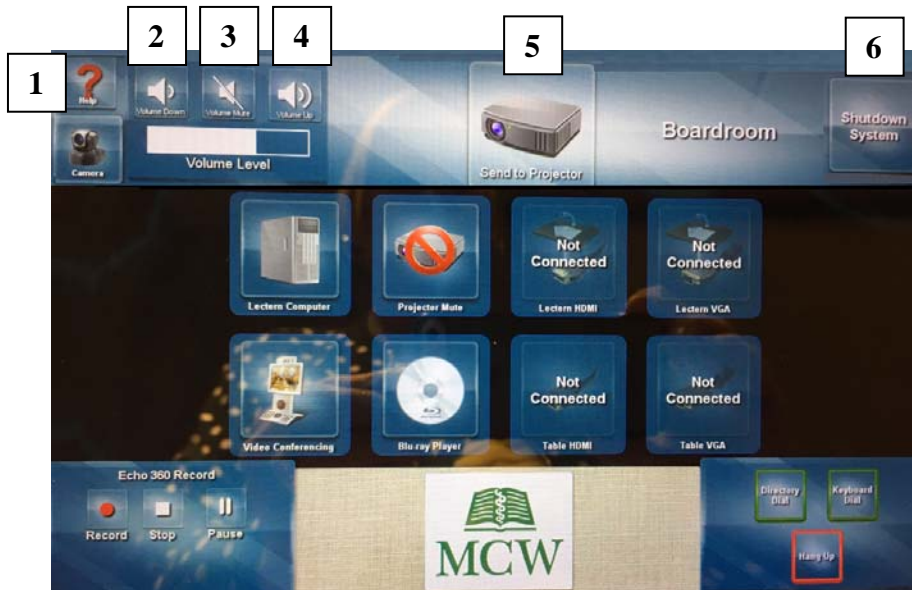 1
2
3
4
5
6
Help
Volume Down
Volume Mute
Volume Up
Send to Projector
Boardroom
Shutdown
System
Camera
Volume Level
Lectern Computer
Projector Mute
Not
Connected
Lectern HDMI
Not
Connected
Lectern VGA
Video Conferencing
Blu-ray Player
Not
Connected
Table HDMI
Not
Connected
Table VGA
Echo 360 Record
Record
Stop
Pause
MCW
Directory
Dial
Keyboard
Dial
Hang Up